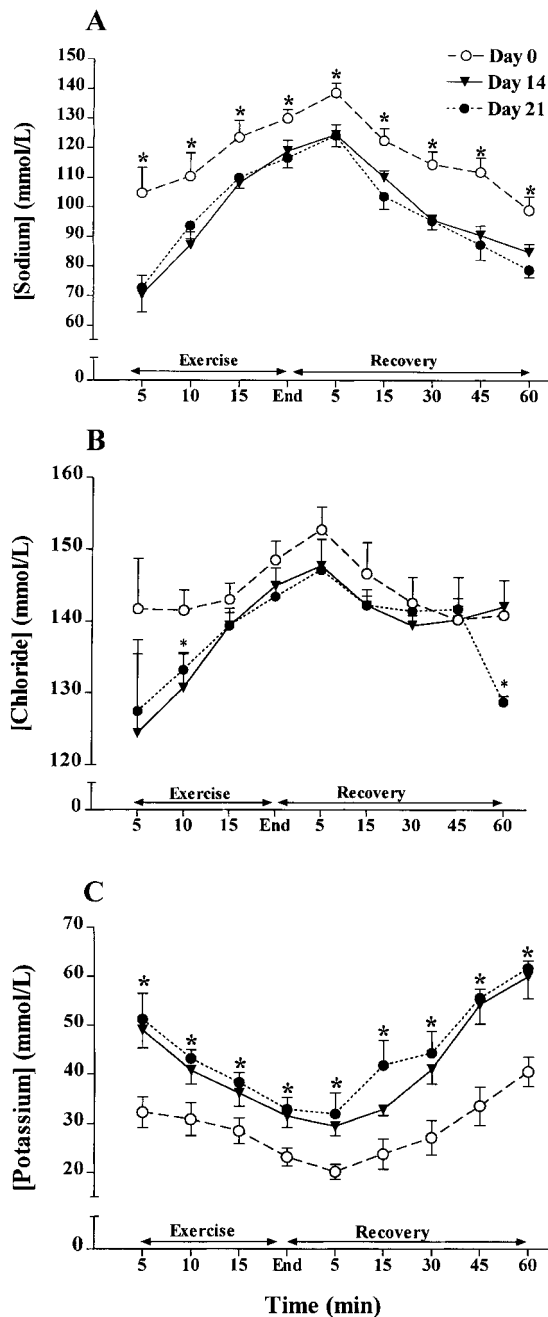 A
Day 0
Day 14
Day 21
[Sodium] (mmol/L)
150
140
130
120
110
100
90
80
70
60
0
* * * * * * * * *
Exercise Recovery
5 10 15 End 5 15 30 45 60
B
[Chloride] (mmol/L)
160
150
140
130
120
0
* *
Exercise Recovery
5 10 15 End 5 15 30 45 60
C
[Potassium] (mmol/L)
70
60
50
40
30
20
0
* * * * * * * * *
Exercise Recovery
5 10 15 End 5 15 30 45 60
Time (min)